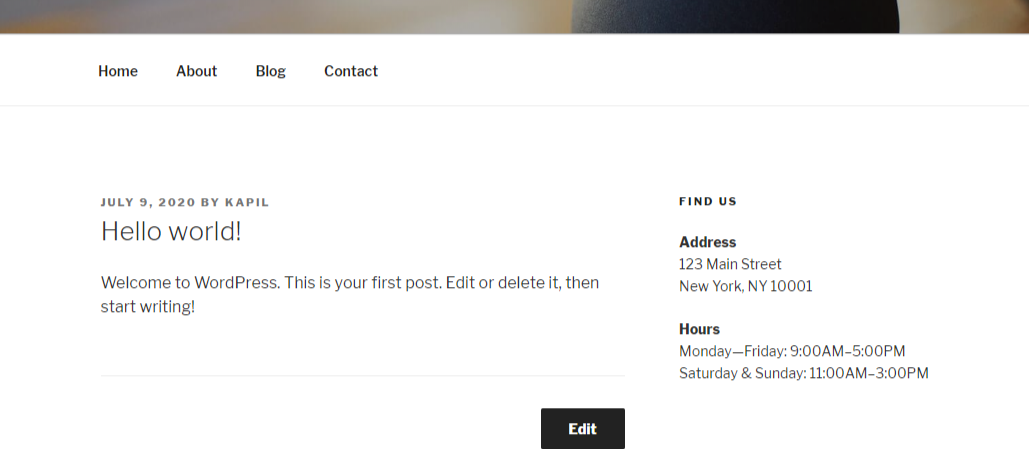 Home About Blog Contact
JULY 9, 2020 BY KAPIL
Hello world!
Welcome to WordPress. This is your first post. Edit or delete it, then
start writing!
Edit
FIND US
Address
123 Main Street
New York, NY 10001
Hours
Monday—Friday: 9:00AM–5:00PM
Saturday & Sunday: 11:00AM–3:00PM